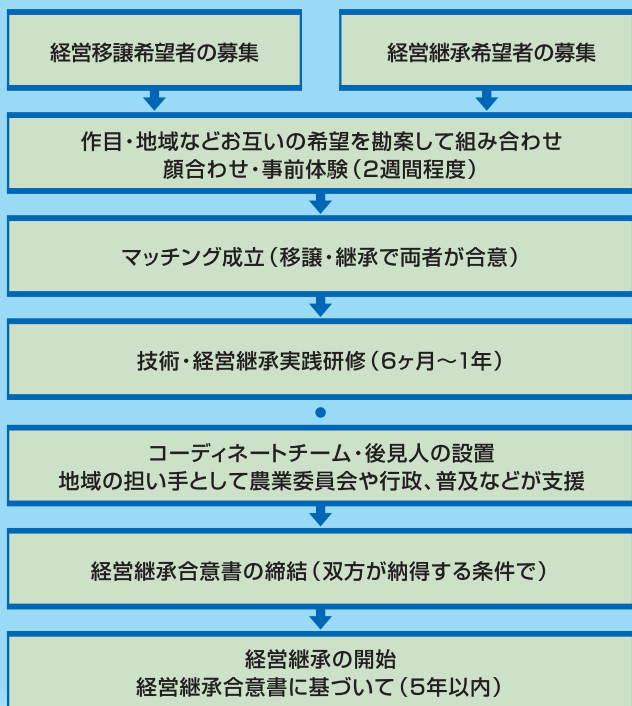 経営移譲希望者の募集
経営継承希望者の募集
作目・地域などお互いの希望を勘案して組み合わせ
顔合わせ・事前体験（2週間程度）
マッチング成立（移譲・継承で両者が合意）
技術・経営継承実践研修（6ヶ月〜1年）
コーディネートチーム・後見人の設置
地域の担い手として農業委員会や行政、普及などが支援
経営継承合意書の締結（双方が納得する条件で）
経営継承の開始
経営継承合意書に基づいて（5年以内）